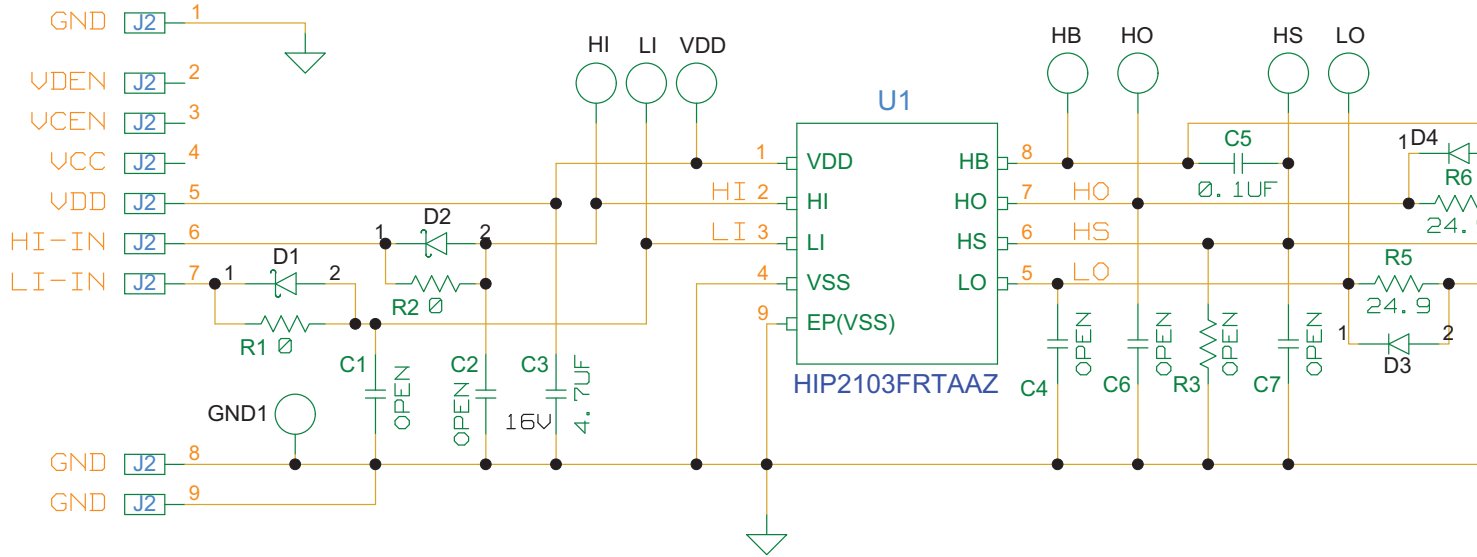 GND J2 1
VDEN J2 2
VCEN J2 3
VCC J2 4
VDD J2 5
HI-IN J2 6
LI-IN J2 7
GND J2 8
GND J2 9
1 D1 2
R1 0
1 D2 2
R2 0
GND1
C1 OPEN
C2 OPEN
C3 4.7UF
16V
HI LI VDD
U1
1 VDD
HI 2 HI
LI 3 LI
4 VSS
9 EP(VSS)
HB 8
HO 7 HO
HS 6 HS
LO 5 LO
HIP2103FRTAAZ
HB HO HS LO
C5
0.1UF
C4 OPEN
C6 OPEN
R3 OPEN
C7 OPEN
1 D4
R6
R5
24.9
1 2
D3